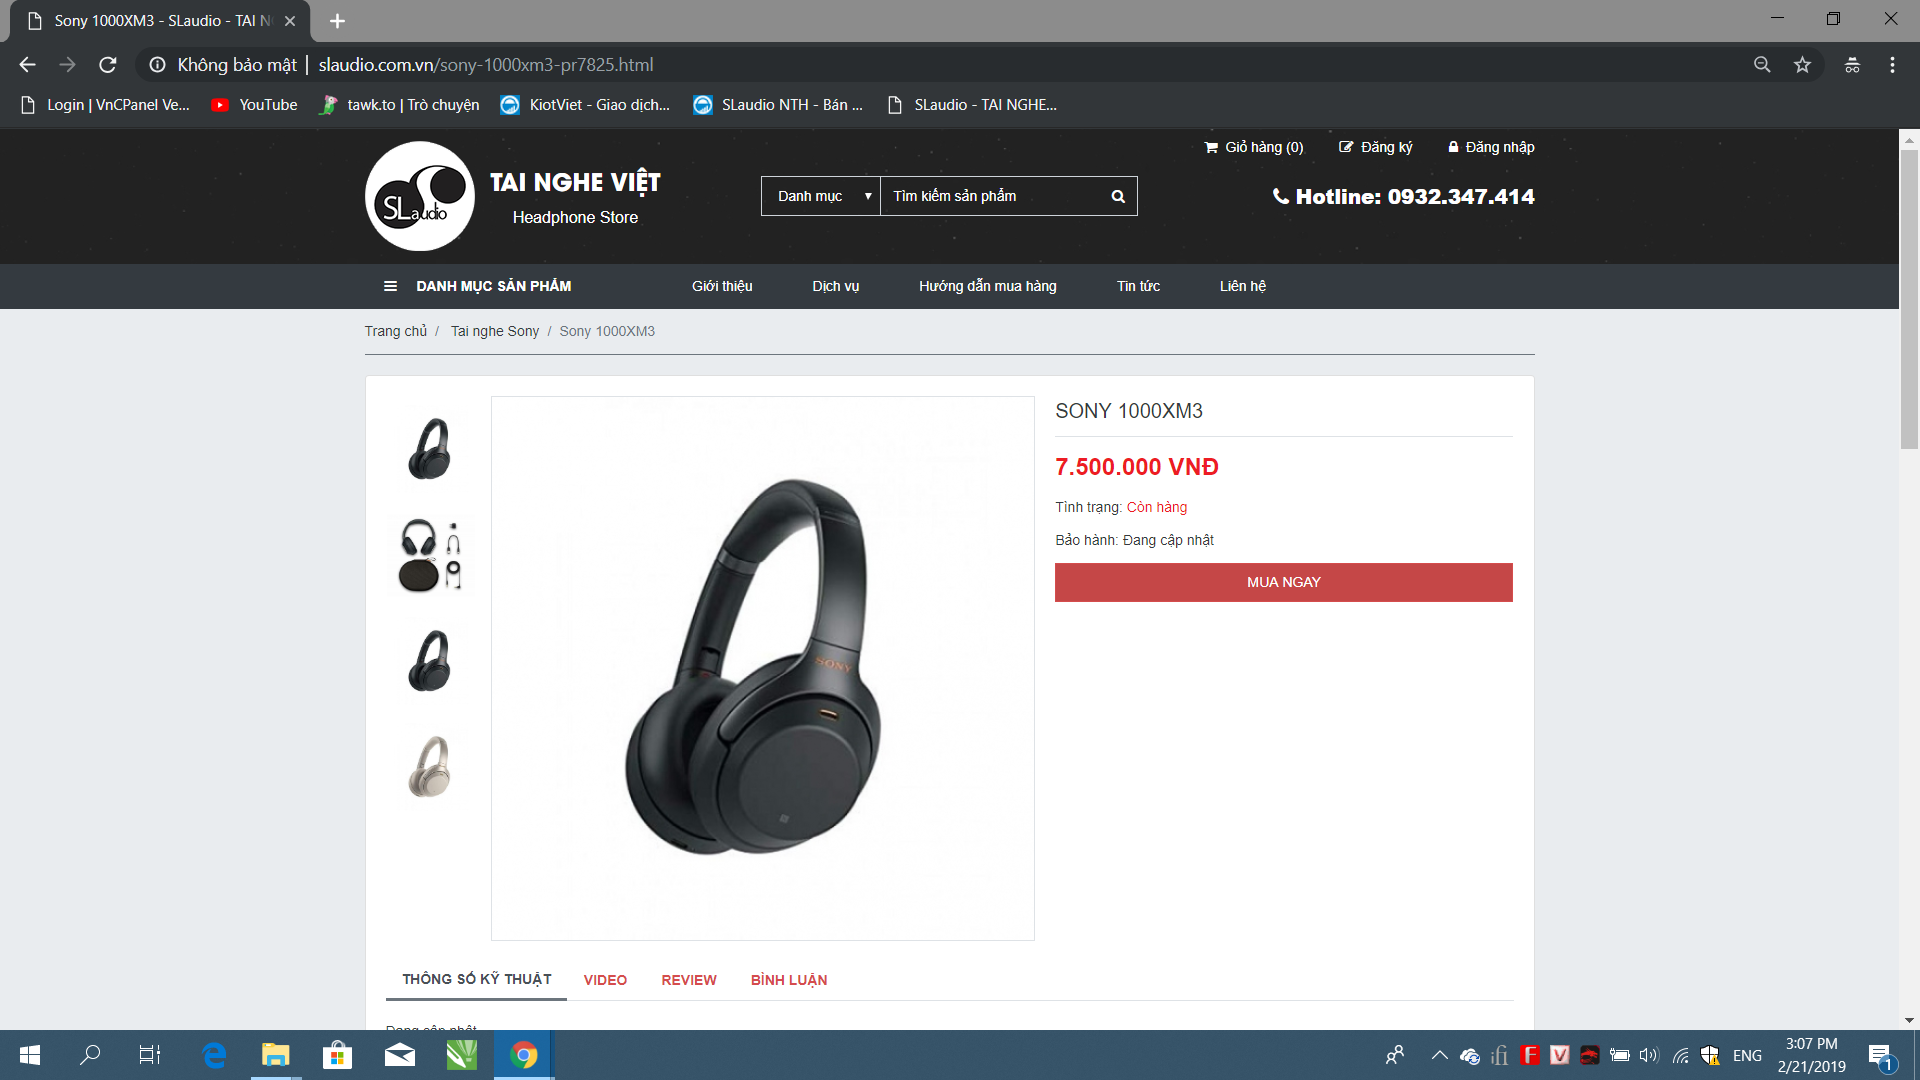 Sony 1000XM3 - SLaudio - TAI N
Không bảo mật | slaudio.com.vn/sony-1000xm3-pr7825.html
Login | VnCPanel Ve...
YouTube
tawk.to | Trò chuyện
KiotViet - Giao dịch...
SLaudio NTH - Bán ...
SLaudio - TAI NGHE...
Giỏ hàng (0)
Đăng ký
Đăng nhập
SLaudio
TAI NGHE VIỆT
Headphone Store
Danh mục
Tìm kiếm sản phẩm
Hotline: 0932.347.414
DANH MỤC SẢN PHẨM
Giới thiệu
Dịch vụ
Hướng dẫn mua hàng
Tin tức
Liên hệ
Trang chủ / Tai nghe Sony / Sony 1000XM3
SONY 1000XM3
7.500.000 VNĐ
Tình trạng: Còn hàng
Bảo hành: Đang cập nhật
MUA NGAY
SONY
THÔNG SỐ KỸ THUẬT
VIDEO
REVIEW
BÌNH LUẬN
Đang cập nhật
ENG
3:07 PM
2/21/2019
1